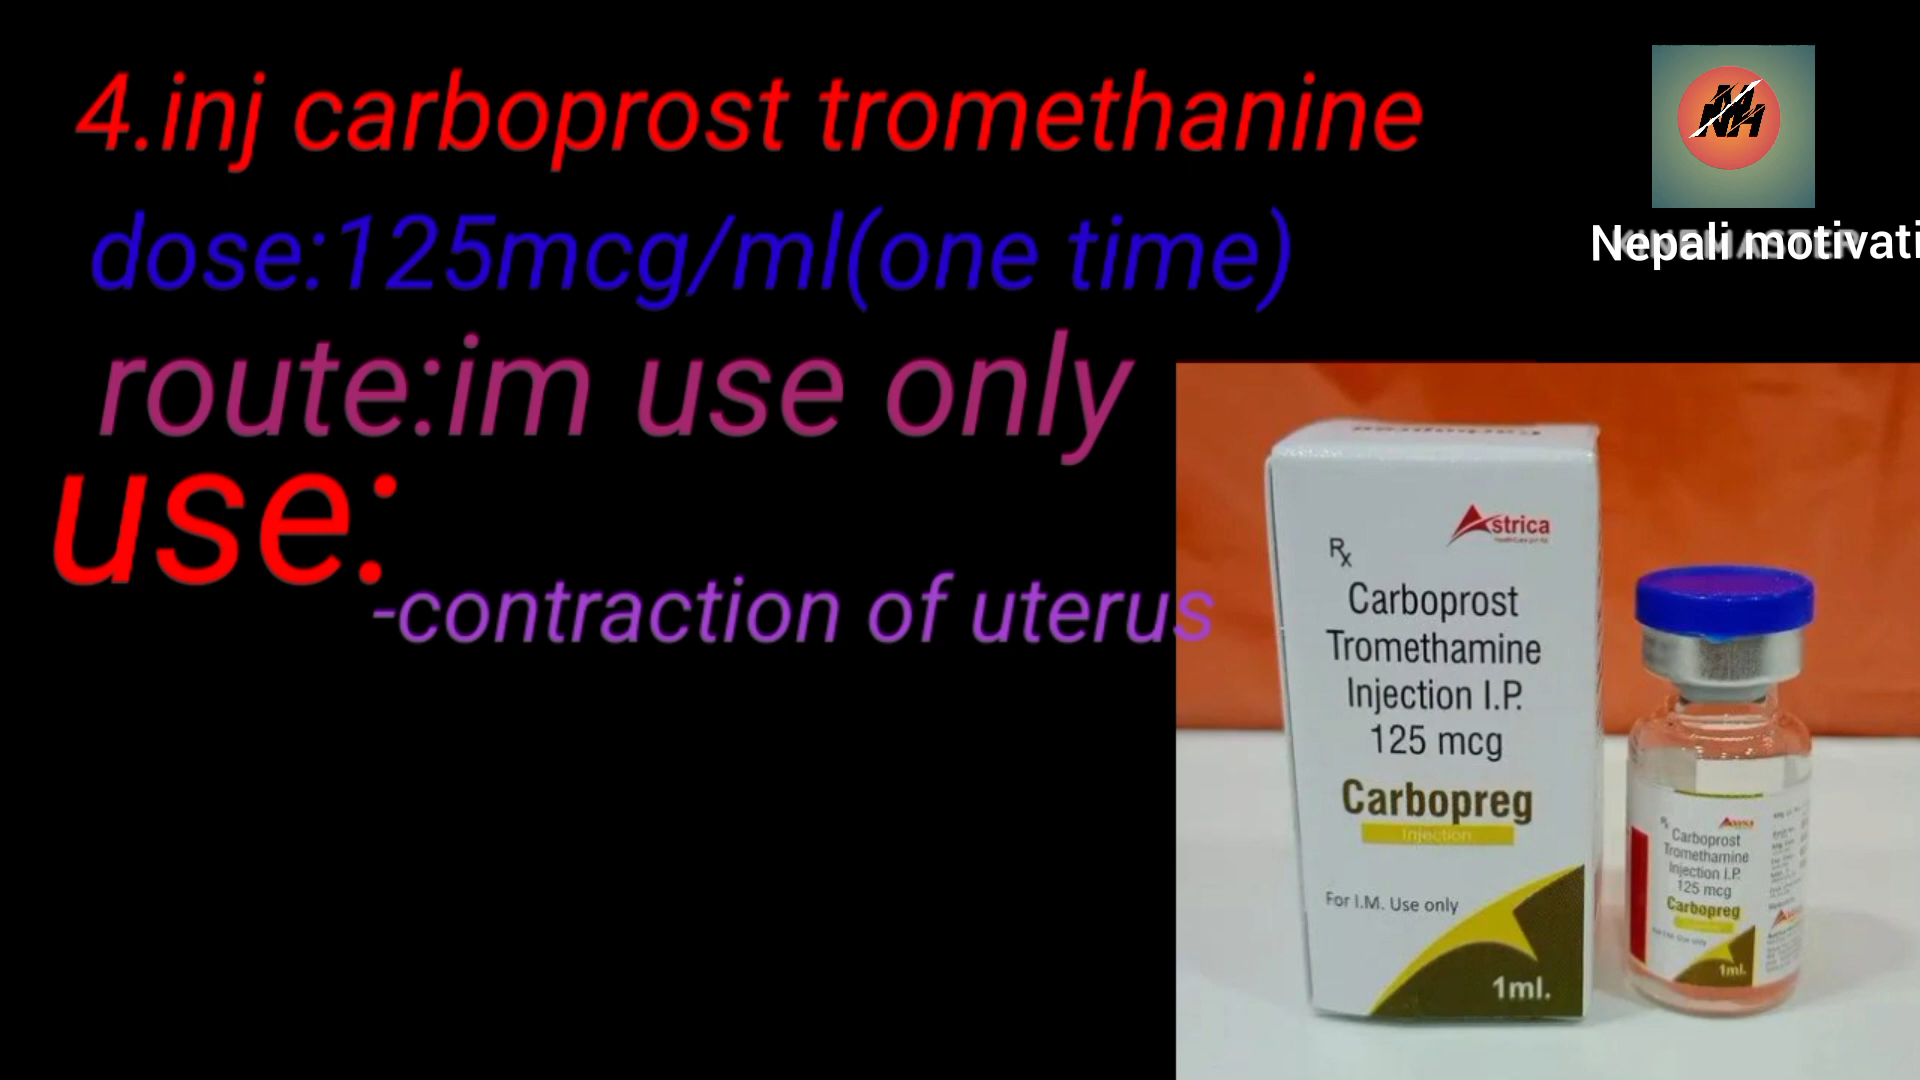 4.inj carboprost tromethanine
dose:125mcg/ml(one time)
route:im use only
use:
-contraction of uterus
NMH
Nepali motivati
Astrica
Rx
Carboprost
Tromethamine
Injection I.P.
125 mcg
Carbopreg
Injection
For I.M. Use only
1ml.
Rx
Carboprost
Tromethamine
Injection I.P.
125 mcg
Carbopreg
1ml.